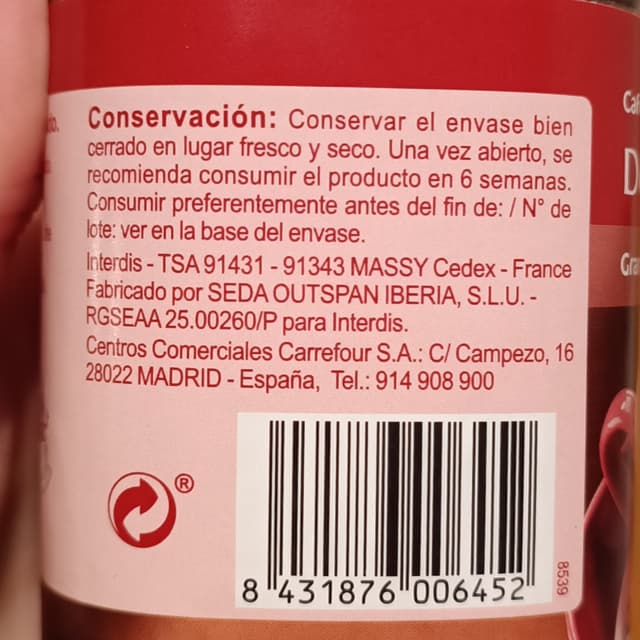 Conservación: Conservar el envase bien
cerrado en lugar fresco y seco. Una vez abierto, se
recomienda consumir el producto en 6 semanas.
Consumir preferentemente antes del fin de: / N° de
lote: ver en la base del envase.
Interdis - TSA 91431 - 91343 MASSY Cedex - France
Fabricado por SEDA OUTSPAN IBERIA, S.L.U. -
RGSEAA 25.00260/P para Interdis.
Centros Comerciales Carrefour S.A.: C/ Campezo, 16
28022 MADRID - España, Tel.: 914 908 900
®
8 431876 006452
8539